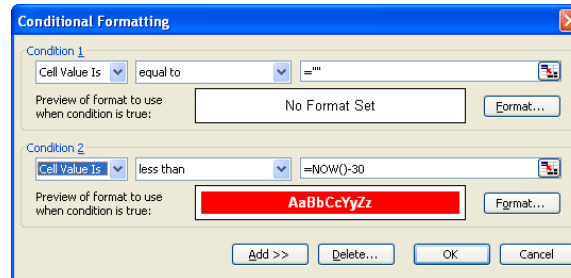 Conditional Formatting
Condition 1
Cell Value Is equal to =""
Preview of format to use
when condition is true:
No Format Set
Format...
Condition 2
Cell Value Is less than =NOW()-30
Preview of format to use
when condition is true:
AaBbCcYyZz
Format...
Add >> Delete... OK Cancel